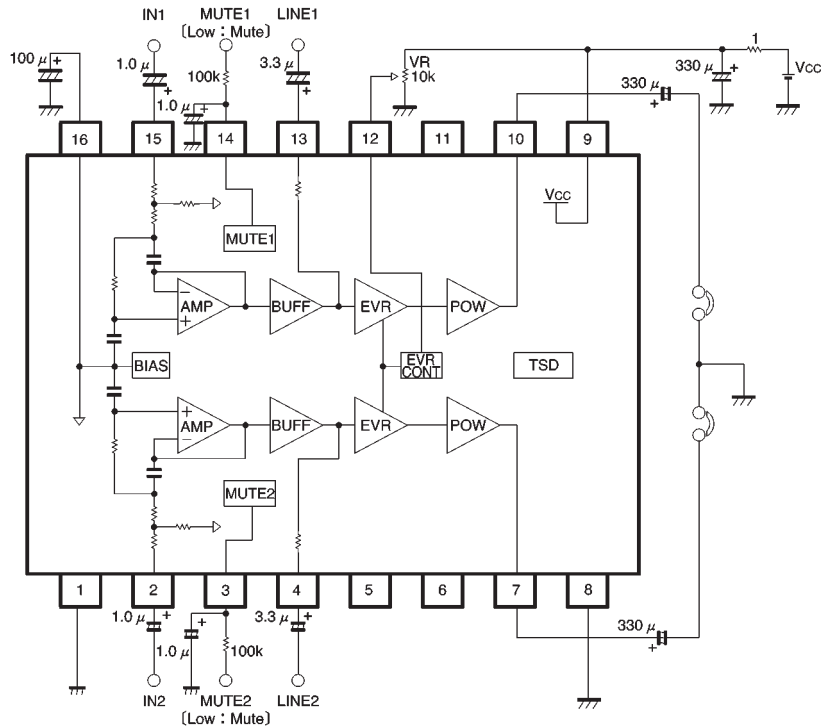 IN1
MUTE1
〔Low : Mute〕
LINE1
100 μ
+
1.0 μ
+
100k
1.0 μ
+
3.3 μ
+
VR
10k
330 μ
+
330 μ
+
1
VCC
16
15
14
13
12
11
10
9
VCC
MUTE1
−
+
AMP
BUFF
EVR
POW
BIAS
EVR
CONT
TSD
+
−
AMP
BUFF
EVR
POW
MUTE2
1
2
3
4
5
6
7
8
1.0 μ
+
1.0 μ
+
100k
3.3 μ
+
330 μ
+
IN2
MUTE2
〔Low : Mute〕
LINE2